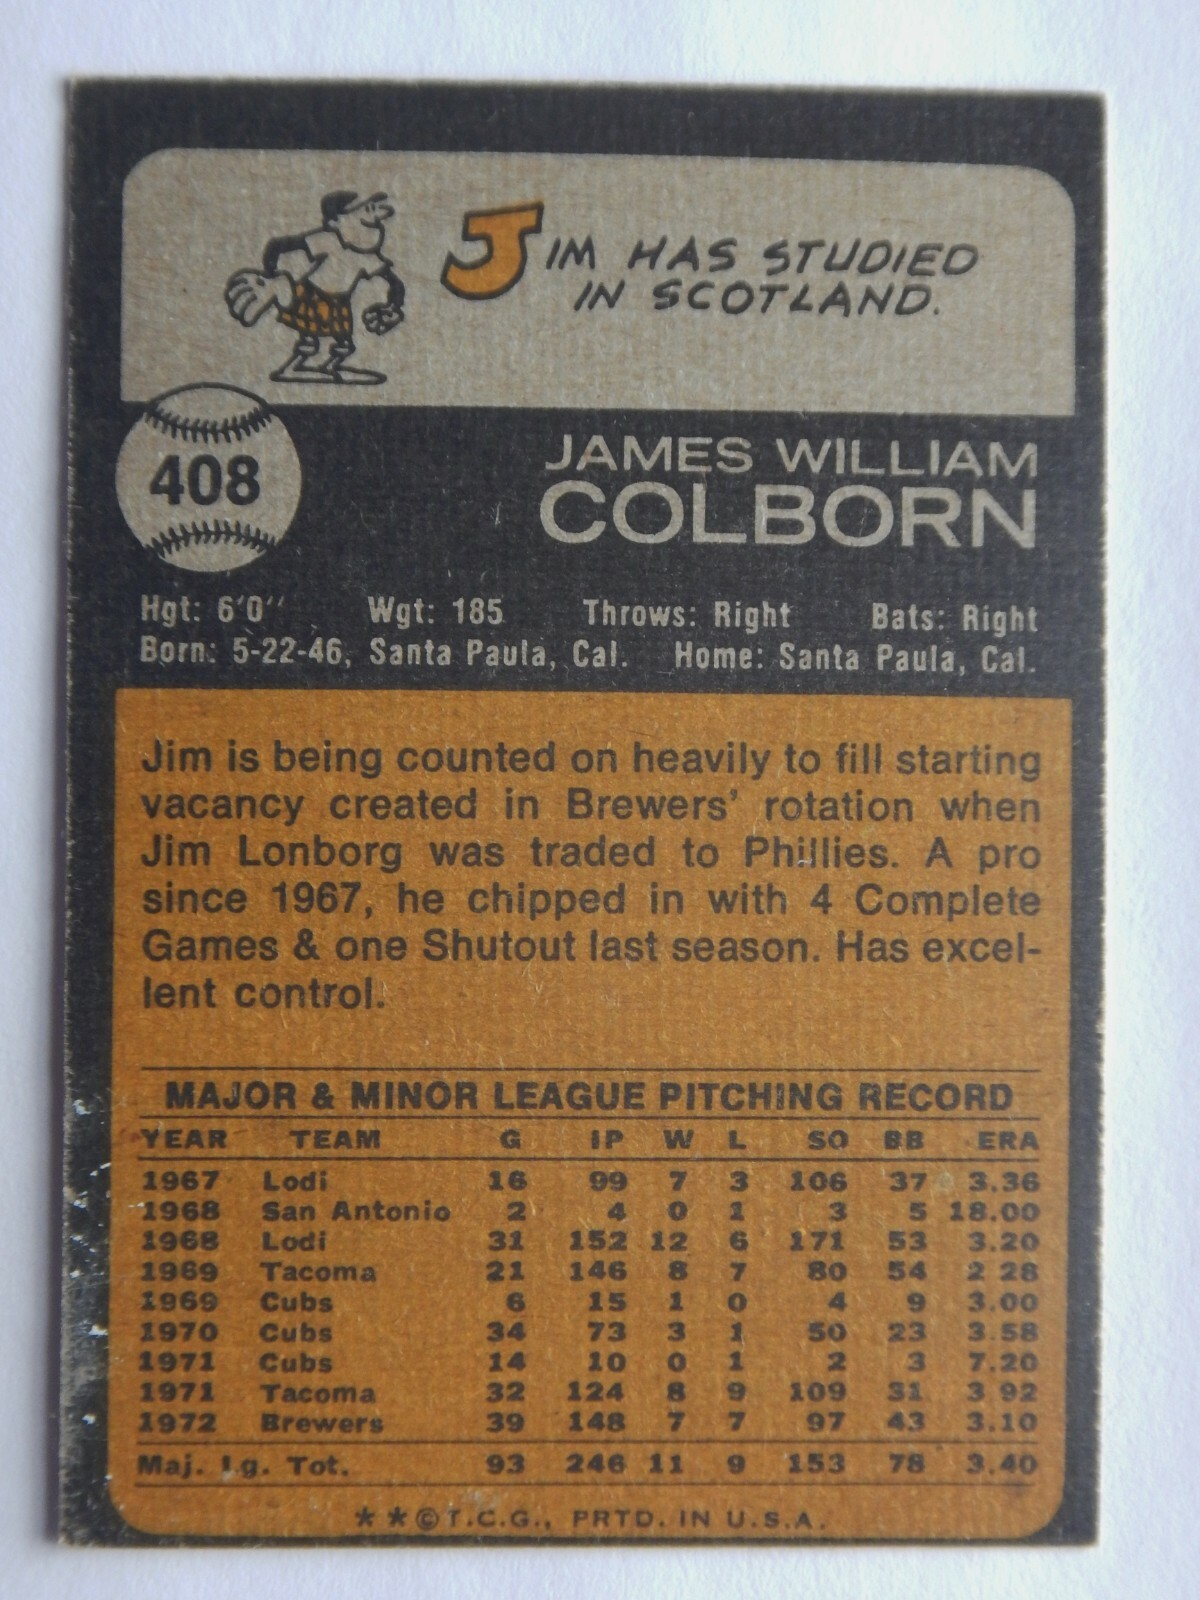 JIM HAS STUDIED
IN SCOTLAND.
408
JAMES WILLIAM
COLBORN
Hgt: 6'0" Wgt: 185 Throws: Right Bats: Right
Born: 5-22-46, Santa Paula, Cal. Home: Santa Paula, Cal.
Jim is being counted on heavily to fill starting
vacancy created in Brewers' rotation when
Jim Lonborg was traded to Phillies. A pro
since 1967, he chipped in with 4 Complete
Games & one Shutout last season. Has excel-
lent control.
MAJOR & MINOR LEAGUE PITCHING RECORD
YEAR TEAM G IP W L SO BB ERA
1967 Lodi 16 99 7 3 106 37 3.36
1968 San Antonio 2 4 0 1 3 5 18.00
1968 Lodi 31 152 12 6 171 53 3.20
1969 Tacoma 21 146 8 7 80 54 2 28
1969 Cubs 6 15 1 0 4 9 3.00
1970 Cubs 34 73 3 1 50 23 3.58
1971 Cubs 14 10 0 1 2 3 7.20
1971 Tacoma 32 124 8 9 109 31 3 92
1972 Brewers 39 148 7 7 97 43 3.10
Maj. Lg. Tot. 93 246 11 9 153 78 3.40
**©T.C.G., PRTD. IN U.S.A.